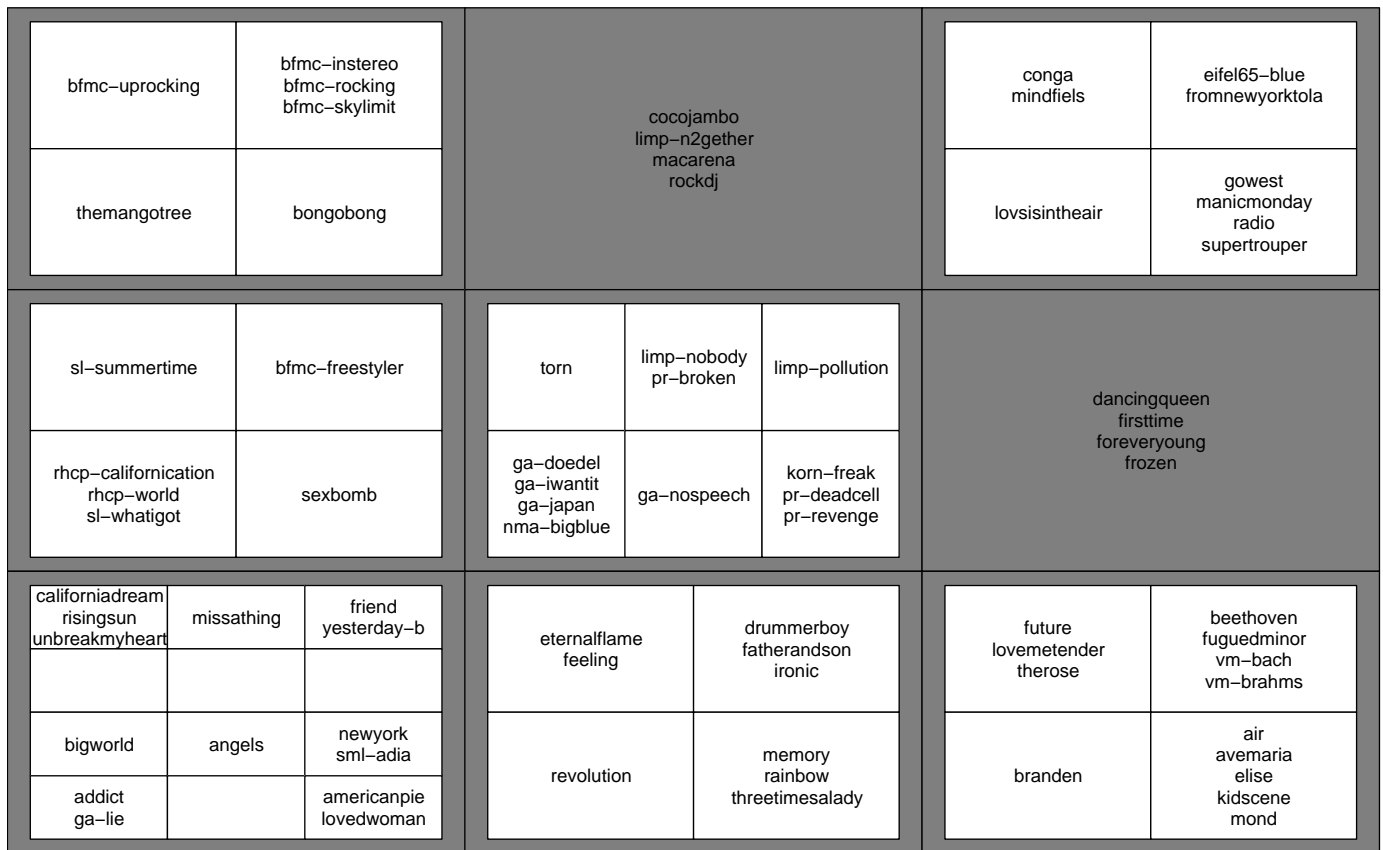 bfmc-uprocking
bfmc-instereo
bfmc-rocking
bfmc-skylimit
themangotree
bongobong
cocojambo
limp-n2gether
macarena
rockdj
conga
mindfiels
eifel65-blue
fromnewyorktola
lovsisintheair
gowest
manicmonday
radio
supertrouper
sl-summertime
bfmc-freestyler
rhcp-californication
rhcp-world
sl-whatigot
sexbomb
torn
limp-nobody
pr-broken
limp-pollution
ga-doedel
ga-iwantit
ga-japan
nma-bigblue
ga-nospeech
korn-freak
pr-deadcell
pr-revenge
dancingqueen
firsttime
foreveryoung
frozen
californiadream
risingsun
unbreakmyheart
missathing
friend
yesterday-b
bigworld
angels
newyork
sml-adia
addict
ga-lie
americanpie
lovedwoman
eternalflame
feeling
drummerboy
fatherandson
ironic
revolution
memory
rainbow
threetimesalady
future
lovemetender
therose
beethoven
fuguedminor
vm-bach
vm-brahms
branden
air
avemaria
elise
kidscene
mond